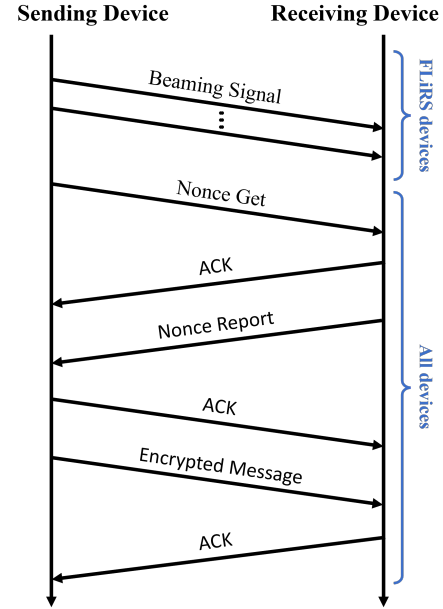 Sending Device
Receiving Device
Beaming Signal
FLiRS devices
Nonce Get
ACK
Nonce Report
All devices
ACK
Encrypted Message
ACK